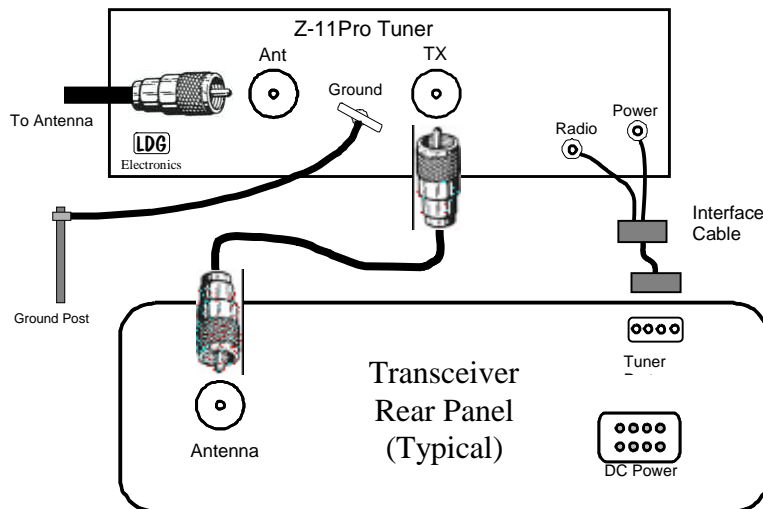 Z-11Pro Tuner
Ant
TX
Ground
Power
Radio
To Antenna
LDG
Electronics
Interface
Cable
Ground Post
Tuner
Transceiver
Rear Panel
(Typical)
Antenna
DC Power